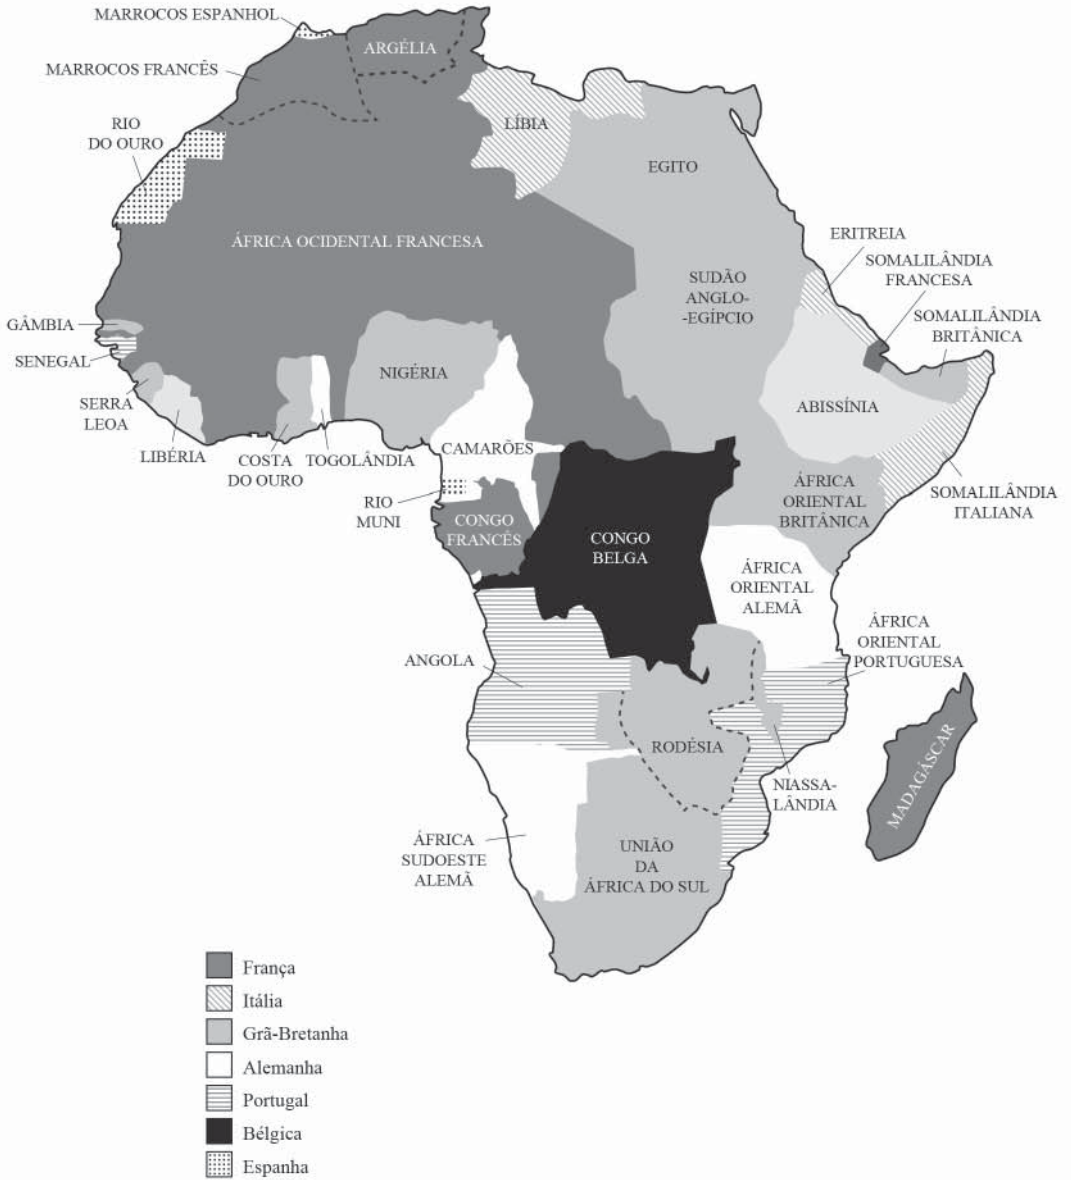 MARROCOS ESPANHOL
ARGÉLIA
MARROCOS FRANCÊS
RIO
DO OURO
LÍBIA
EGITO
ÁFRICA OCIDENTAL FRANCESA
ERITREIA
SOMALILÂNDIA
FRANCESA
SUDÃO
ANGLO-
-EGÍPCIO
SOMALILÂNDIA
BRITÂNICA
GÂMBIA
SENEGAL
NIGÉRIA
SERRA
LEOA
ABISSÍNIA
LIBÉRIA
COSTA
DO OURO
TOGOLÂNDIA
CAMARÕES
RIO
MUNI
ÁFRICA
ORIENTAL
BRITÂNICA
SOMALILÂNDIA
ITALIANA
CONGO
FRANCÊS
CONGO
BELGA
ÁFRICA
ORIENTAL
ALEMÃ
ÁFRICA
ORIENTAL
PORTUGUESA
ANGOLA
RODÉSIA
NIASSA-
LÂNDIA
MADAGÁSCAR
ÁFRICA
SUDOESTE
ALEMÃ
UNIÃO
DA
ÁFRICA DO SUL
França
Itália
Grã-Bretanha
Alemanha
Portugal
Bélgica
Espanha